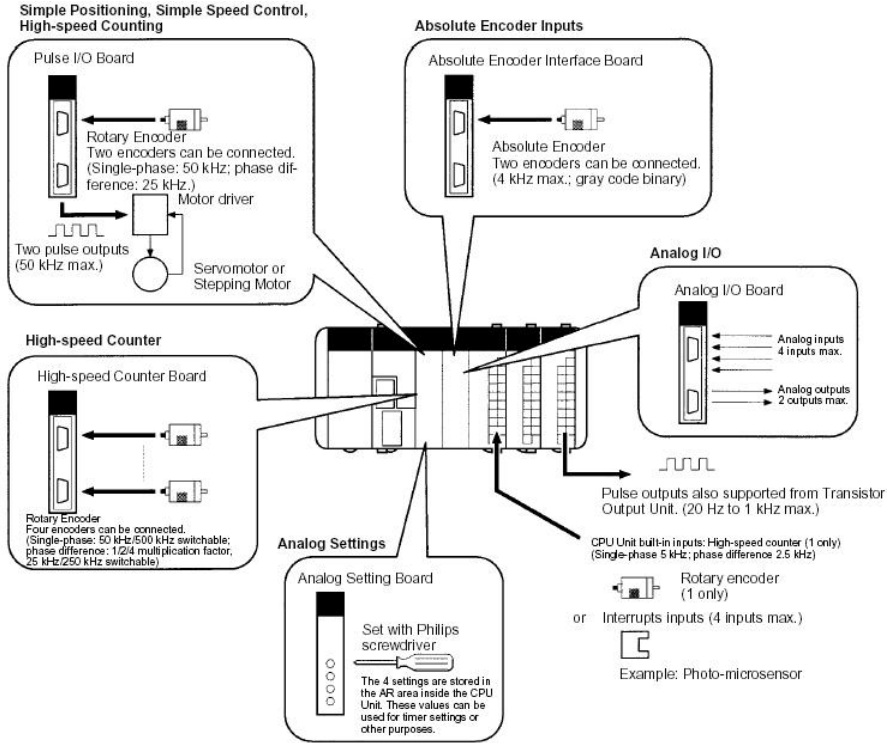 Simple Positioning, Simple Speed Control,
High-speed Counting
Pulse I/O Board
Rotary Encoder
Two encoders can be connected.
(Single-phase: 50 kHz; phase dif-
ference: 25 kHz.)
Motor driver
Two pulse outputs
(50 kHz max.)
Servomotor or
Stepping Motor
Absolute Encoder Inputs
Absolute Encoder Interface Board
Absolute Encoder
Two encoders can be connected.
(4 kHz max.; gray code binary)
Analog I/O
Analog I/O Board
Analog inputs
4 inputs max.
Analog outputs
2 outputs max.
High-speed Counter
High-speed Counter Board
Rotary Encoder
Four encoders can be connected.
(Single-phase: 50 kHz/500 kHz switchable;
phase difference: 1/2/4 multiplication factor,
25 kHz/250 kHz switchable)
Analog Settings
Analog Setting Board
Set with Philips
screwdriver
The 4 settings are stored in
the AR area inside the CPU
Unit. These values can be
used for timer settings or
other purposes.
Pulse outputs also supported from Transistor
Output Unit. (20 Hz to 1 kHz max.)
CPU Unit built-in inputs: High-speed counter (1 only)
(Single-phase 5 kHz; phase difference 2.5 kHz)
Rotary encoder
(1 only)
or Interrupts inputs (4 inputs max.)
Example: Photo-microsensor